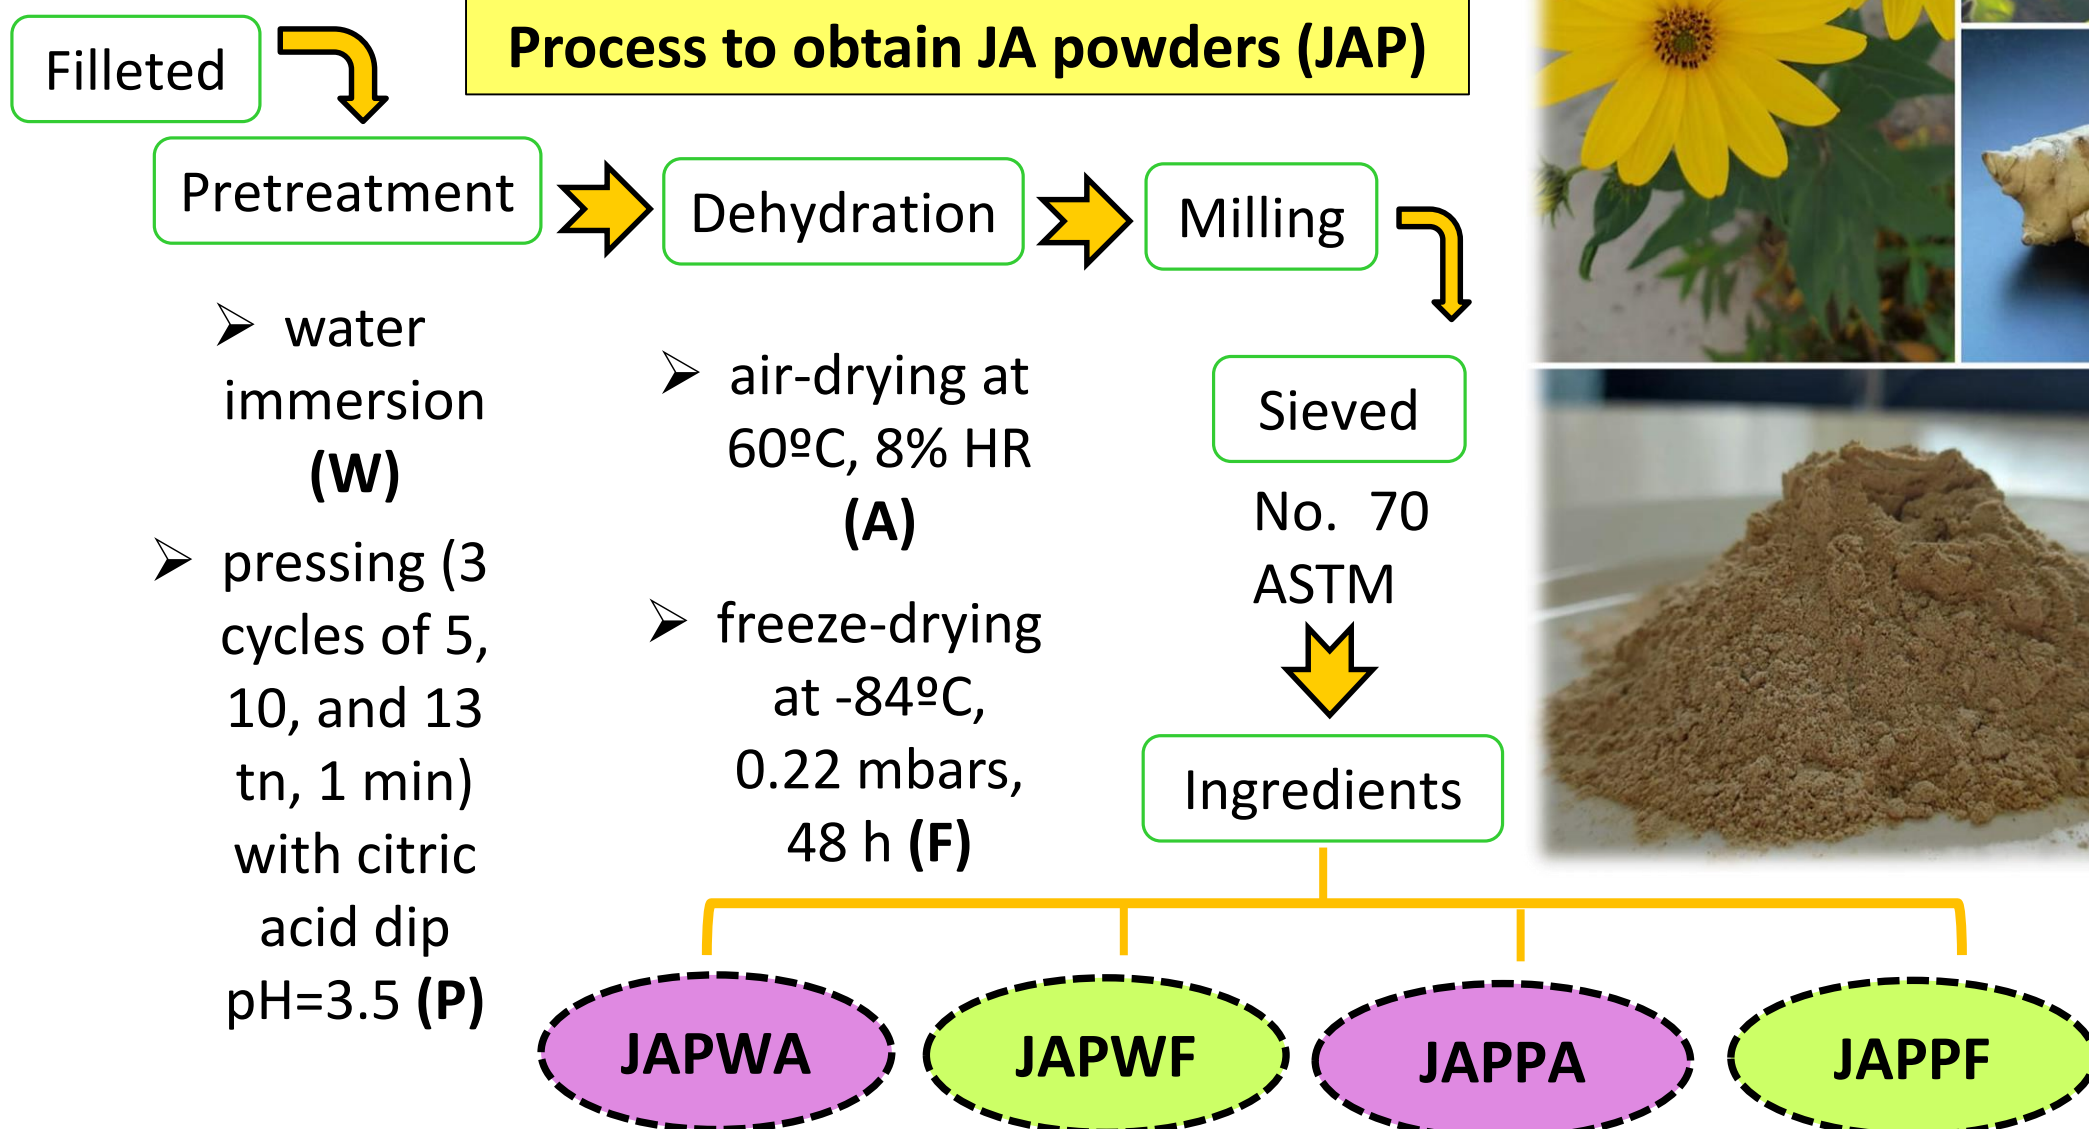 Process to obtain JA powders (JAP)
Filleted
Pretreatment
➢ water
immersion
(W)
➢ pressing (3
cycles of 5,
10, and 13
tn, 1 min)
with citric
acid dip
pH=3.5 (P)
Dehydration
➢ air-drying at
60ºC, 8% HR
(A)
➢ freeze-drying
at -84ºC,
0.22 mbars,
48 h (F)
Milling
Sieved
No. 70
ASTM
Ingredients
JAPWA
JAPWF
JAPPA
JAPPF